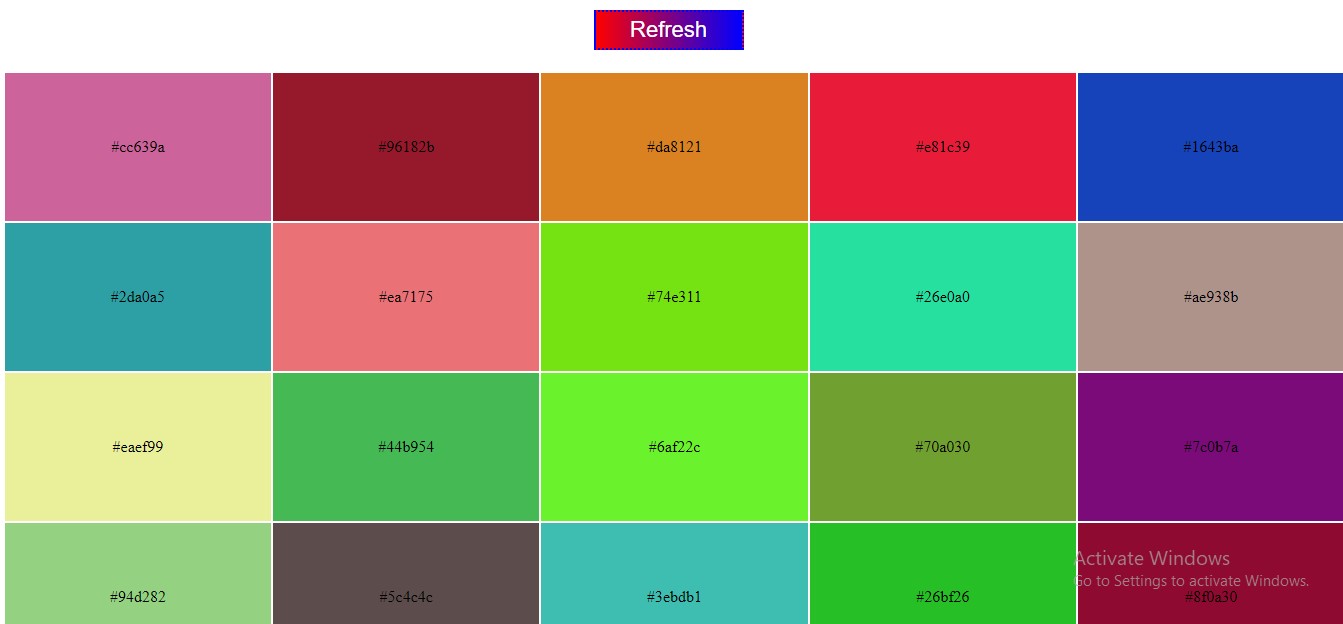 Refresh
#cc639a
#96182b
#da8121
#e81c39
#1643ba
#2da0a5
#ea7175
#74e311
#26e0a0
#ae938b
#eaef99
#44b954
#6af22c
#70a030
#7c0b7a
#94d282
#5c4c4c
#3ebdb1
#26bf26
Activate Windows
Go to Settings to activate Windows.
#8f0a30